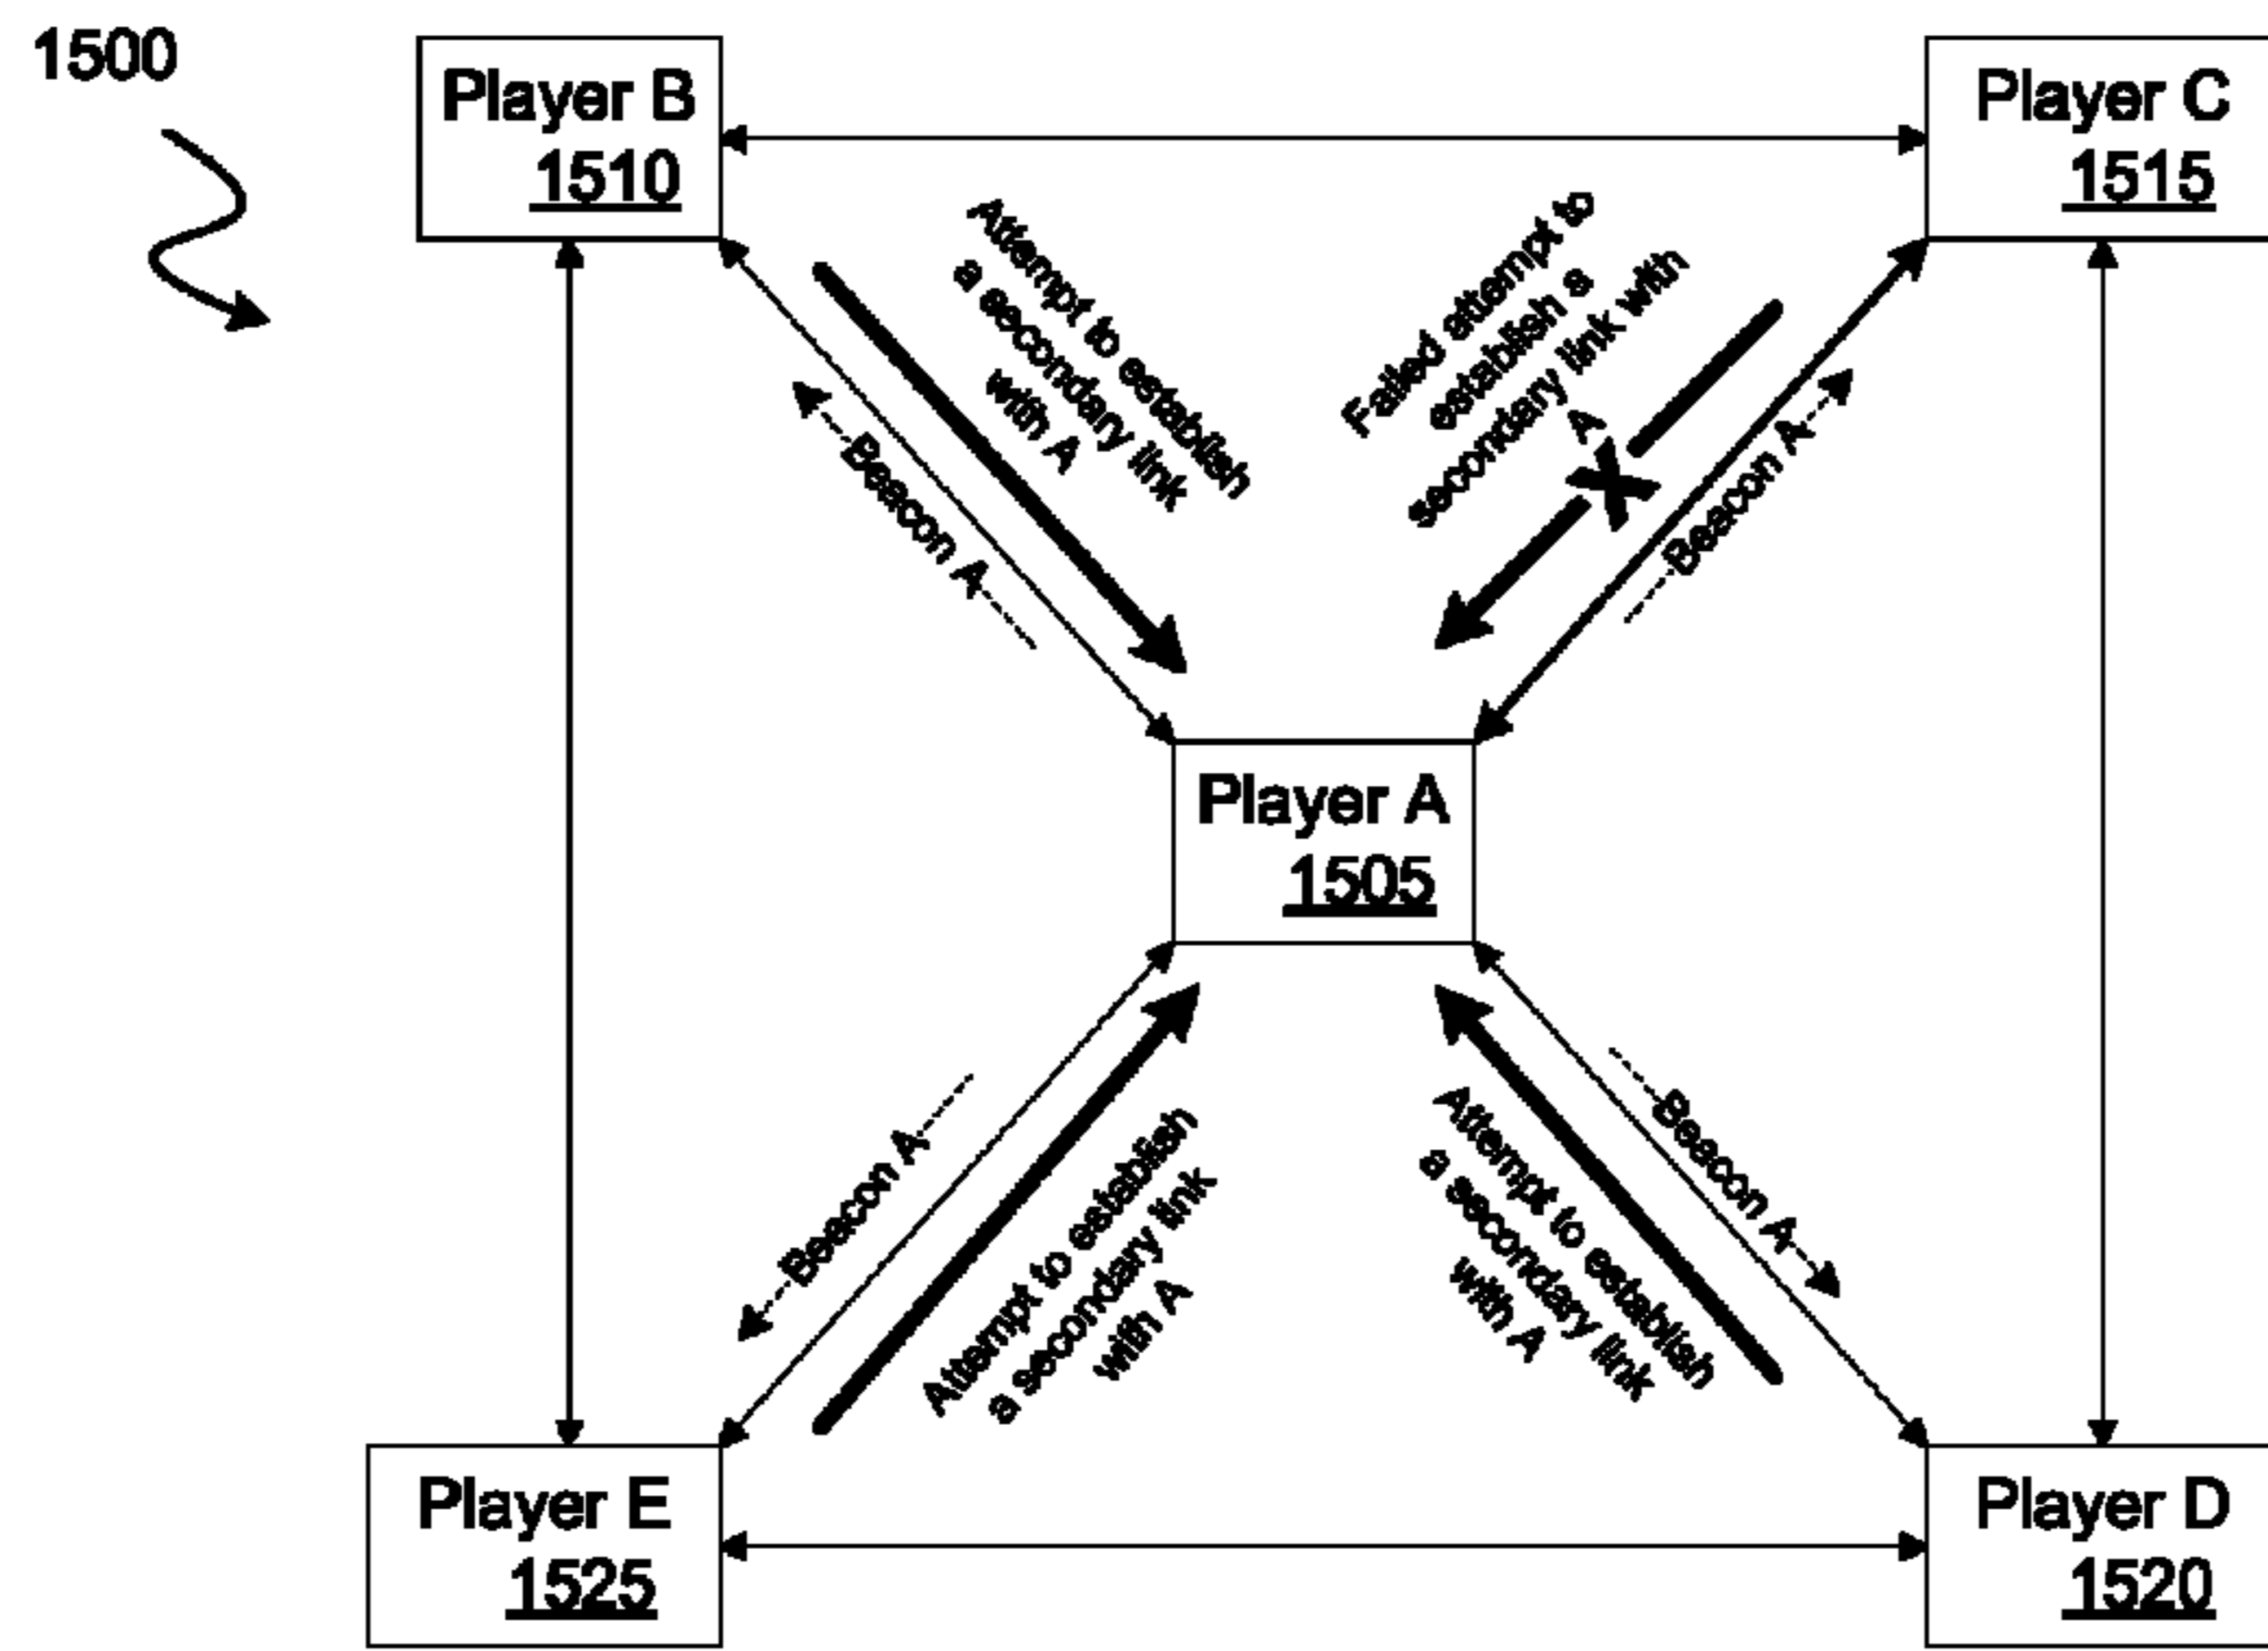 1500
Player B
1510
Player C
1515
Attempt to establish
a secondary link
with A
Failed attempt to
establish a
secondary link with
A
Beacon A
Beacon A
Player A
1505
Beacon A
Attempt to establish
a secondary link
with A
Attempt to establish
a secondary link
with A
Beacon A
Player E
1525
Player D
1520